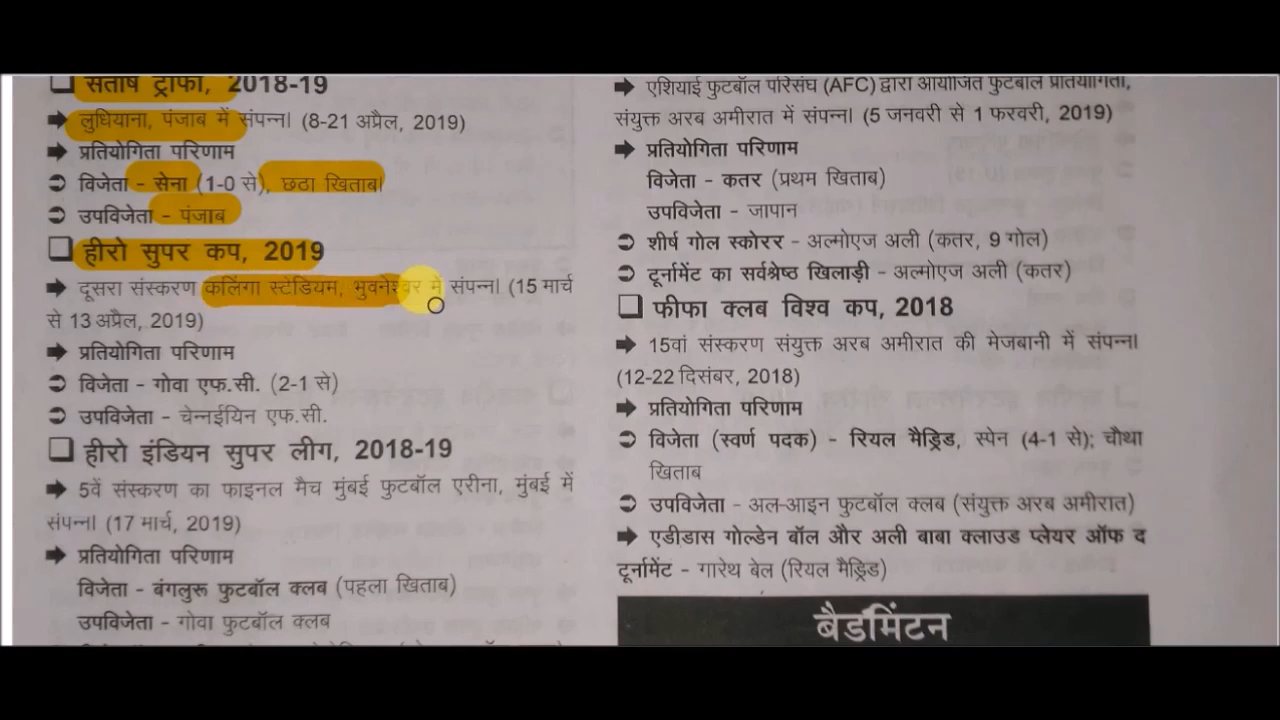 ❑ सतोष ट्रॉफी, 2018-19
➡ लुधियाना, पंजाब में संपन्न। (8-21 अप्रैल, 2019)
➡ प्रतियोगिता परिणाम
➲ विजेता - सेना (1-0 से), छठा खिताब।
➲ उपविजेता - पंजाब
❑ हीरो सुपर कप, 2019
➡ दूसरा संस्करण कलिंगा स्टेडियम, भुवनेश्वर में संपन्न। (15 मार्च
से 13 अप्रैल, 2019)
➡ प्रतियोगिता परिणाम
➲ विजेता - गोवा एफ.सी. (2-1 से)
➲ उपविजेता - चेन्नईयिन एफ.सी.
❑ हीरो इंडियन सुपर लीग, 2018-19
➡ 5वें संस्करण का फाइनल मैच मुंबई फुटबॉल एरीना, मुंबई में
संपन्न। (17 मार्च, 2019)
➡ प्रतियोगिता परिणाम
विजेता - बंगलुरू फुटबॉल क्लब (पहला खिताब)
उपविजेता - गोवा फुटबॉल क्लब
➡ एशियाई फुटबॉल परिसंघ (AFC) द्वारा आयोजित फुटबॉल प्रतियोगिता,
संयुक्त अरब अमीरात में संपन्न। (5 जनवरी से 1 फरवरी, 2019)
➡ प्रतियोगिता परिणाम
विजेता - कतर (प्रथम खिताब)
उपविजेता - जापान
➲ शीर्ष गोल स्कोरर - अल्मोएज अली (कतर, 9 गोल)
➲ टूर्नामेंट का सर्वश्रेष्ठ खिलाड़ी - अल्मोएज अली (कतर)
❑ फीफा क्लब विश्व कप, 2018
➡ 15वां संस्करण संयुक्त अरब अमीरात की मेजबानी में संपन्न।
(12-22 दिसंबर, 2018)
➡ प्रतियोगिता परिणाम
➲ विजेता (स्वर्ण पदक) - रियल मैड्रिड, स्पेन (4-1 से); चौथा
खिताब
➲ उपविजेता - अल-आइन फुटबॉल क्लब (संयुक्त अरब अमीरात)
➡ एडीडास गोल्डेन बॉल और अली बाबा क्लाउड प्लेयर ऑफ द
टूर्नामेंट - गारेथ बेल (रियल मैड्रिड)
बैडमिंटन